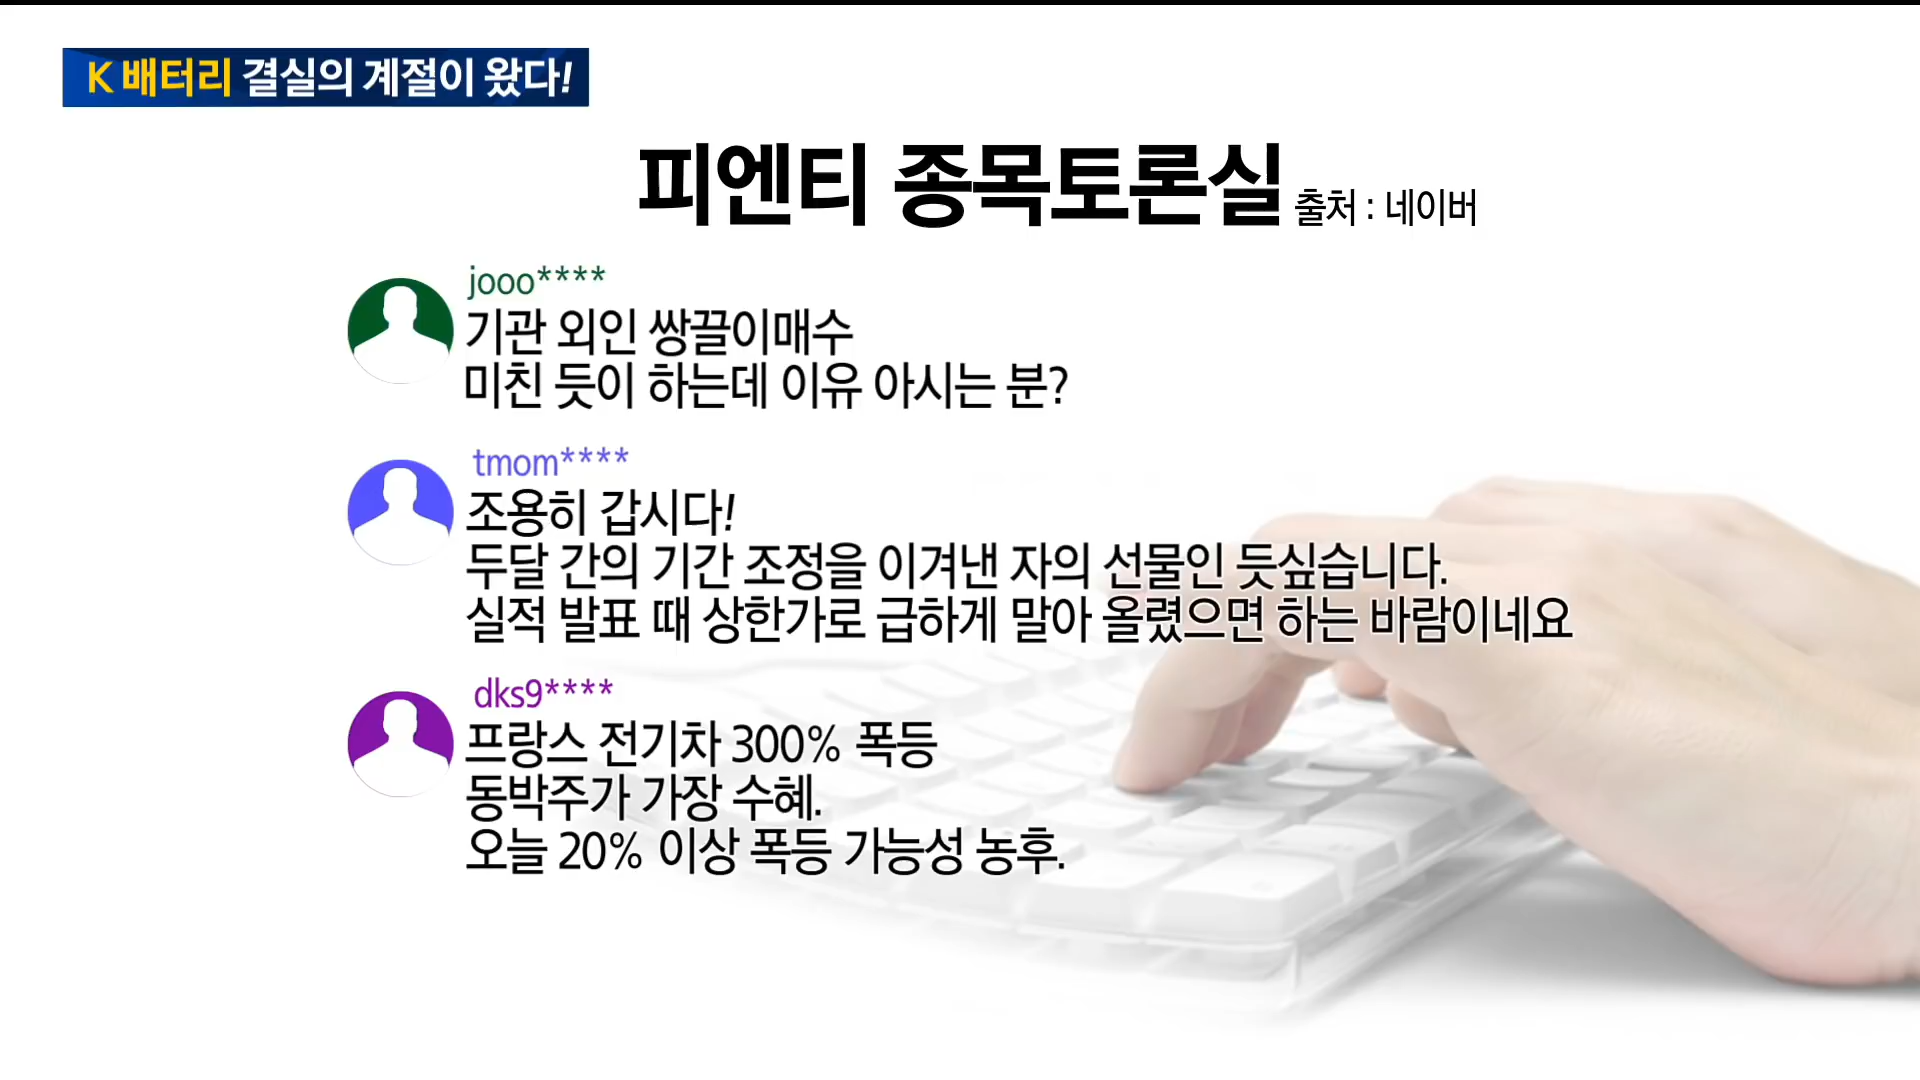 K 배터리 결실의 계절이 왔다!
피엔티 종목토론실 출처 : 네이버
jooo****
기관 외인 쌍끌이매수
미친 듯이 하는데 이유 아시는 분?
tmom****
조용히 갑시다!
두달 간의 기간 조정을 이겨낸 자의 선물인 듯싶습니다.
실적 발표 때 상한가로 급하게 말아 올렸으면 하는 바람이네요
dks9****
프랑스 전기차 300% 폭등
동박주가 가장 수혜.
오늘 20% 이상 폭등 가능성 농후.